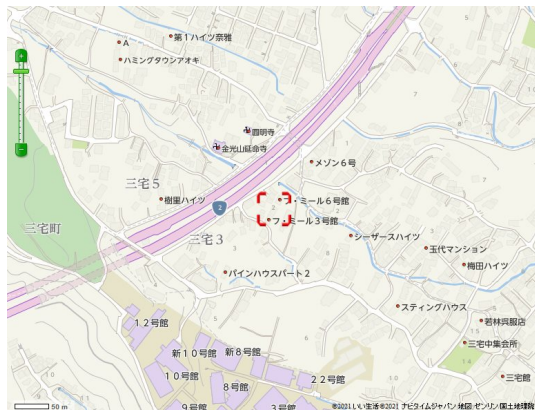 第1ハイツ奈雅
A
ハミングタウンアオキ
圓明寺
金光山延命寺
メゾン6号
三宅5
樹里ハイツ
三宅町
2
フ・ミール6号館
フ・ミール3号館
三宅3
シーザースハイツ
玉代マンション
梅田ハイツ
パインハウスパート2
スティングハウス
若林呉服店
三宅中集会所
三宅館
12号館
新10号館
新8号館
10号館
8号館
22号館
9号館
3号館
50 m
©2021 いい生活 ©2021 ナビタイムジャパン 地図:ゼンリン/国土地理院